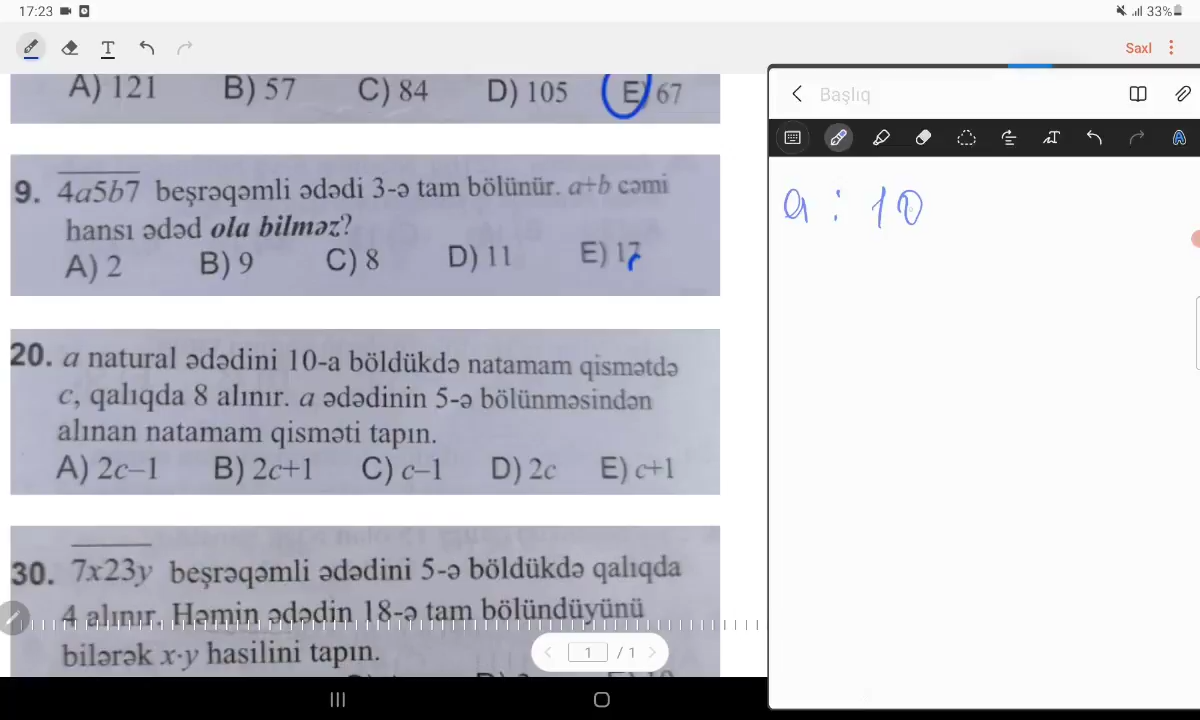 17:23
33%
Saxl
A) 121 B) 57 C) 84 D) 105 E) 67
Başlıq
9. 4a5b7 beşrəqəmli ədədi 3-ə tam bölünür. a+b cəmi
hansı ədəd ola bilməz?
A) 2 B) 9 C) 8 D) 11 E) 17
a : 10
20. a natural ədədini 10-a böldükdə natamam qismətdə
c, qalıqda 8 alınır. a ədədinin 5-ə bölünməsindən
alınan natamam qisməti tapın.
A) 2c–1 B) 2c+1 C) c–1 D) 2c E) c+1
30. 7x23y beşrəqəmli ədədini 5-ə böldükdə qalıqda
4 alınır. Həmin ədədin 18-ə tam bölündüyünü
bilərək x·y hasilini tapın.
1 / 1